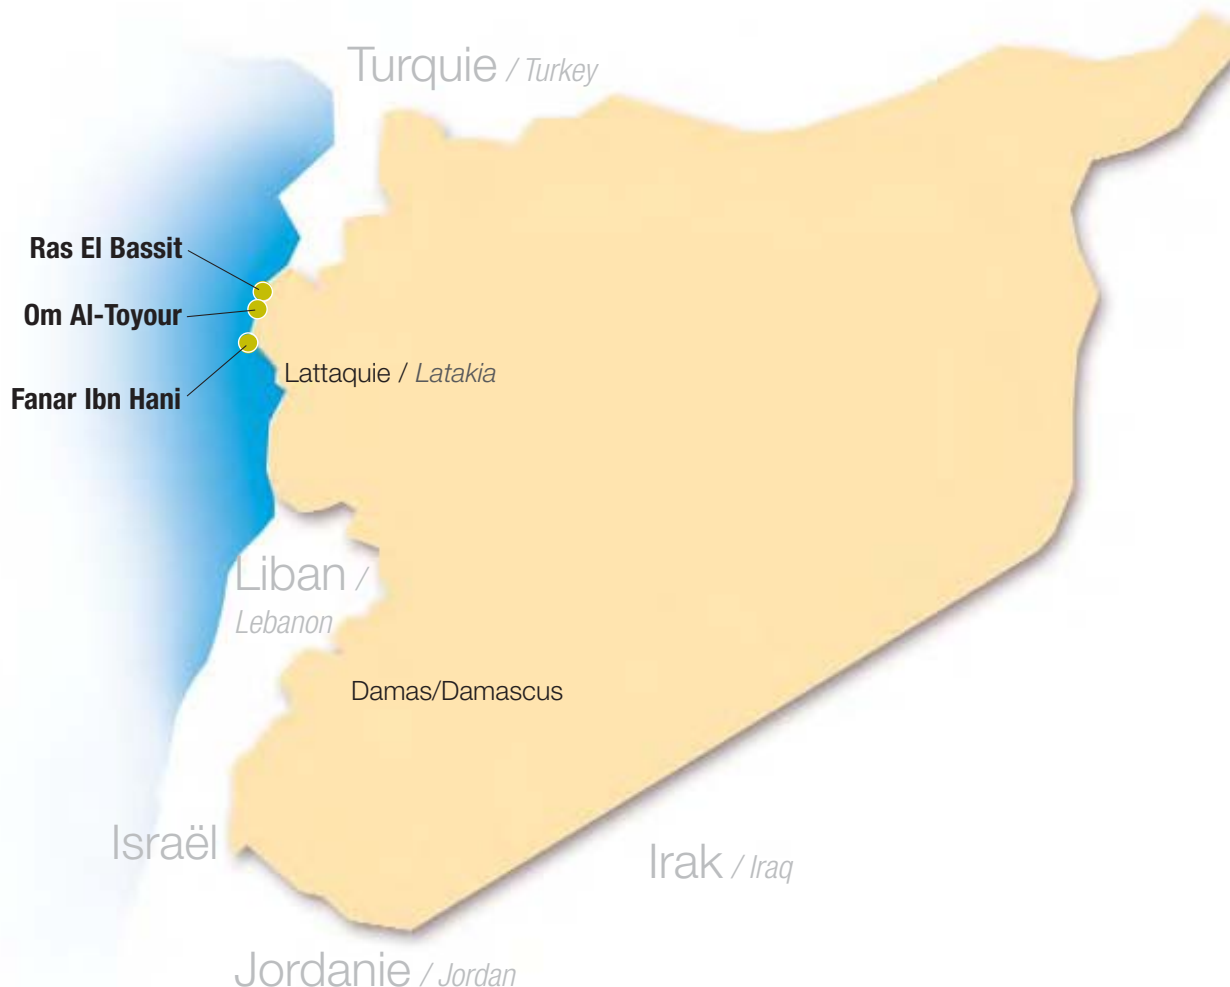 Turquie / Turkey
Ras El Bassit
Om Al-Toyour
Lattaquie / Latakia
Fanar Ibn Hani
Liban /
Lebanon
Damas/Damascus
Israël
Irak / Iraq
Jordanie / Jordan